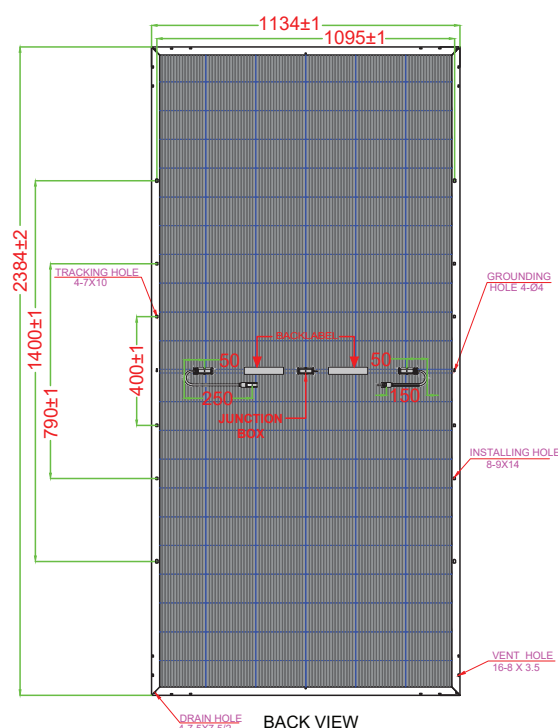 1134±1
1095±1
2384±2
1400±1
790±1
400±1
TRACKING HOLE
4-7X10
GROUNDING
HOLE 4-Ø4
BACKLABEL
50
50
250
150
JUNCTION
BOX
INSTALLING HOLE
8-9X14
VENT HOLE
16-8 X 3.5
DRAIN HOLE
BACK VIEW